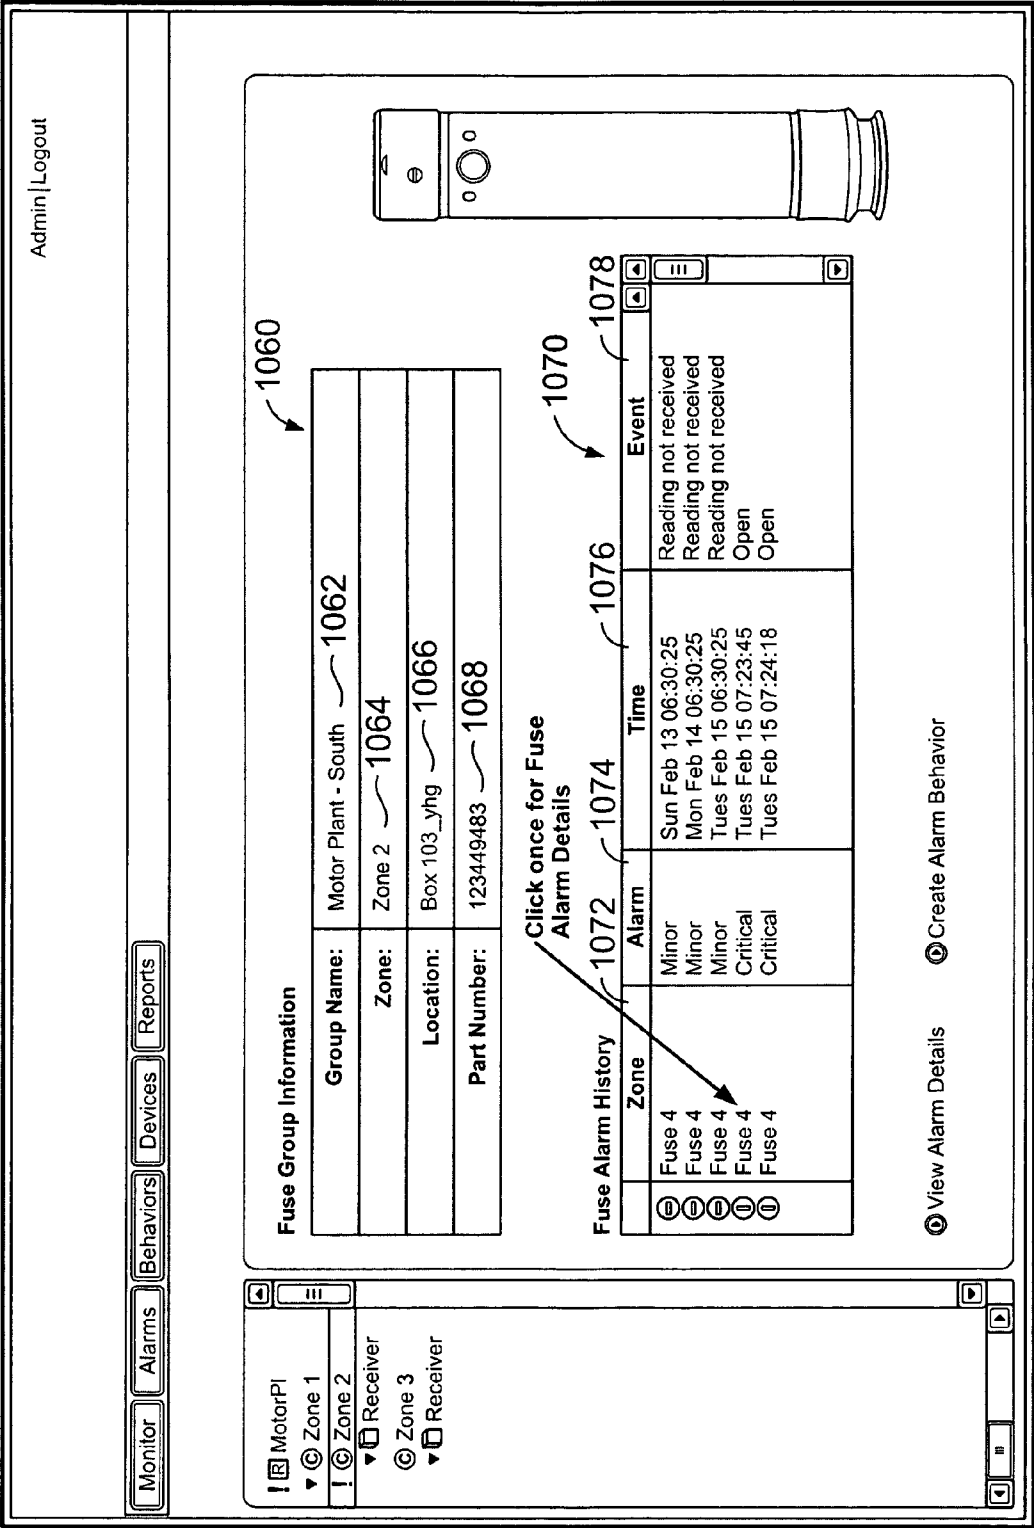 Admin|Logout
Monitor Alarms Behaviors Devices Reports
! R MotorPl
C Zone 1
! C Zone 2
Receiver
C Zone 3
Receiver
Fuse Group Information
1060
Group Name: Motor Plant - South 1062
Zone: Zone 2 1064
Location: Box 103_yhg 1066
Part Number: 123449483 1068
Click once for Fuse
Alarm Details
1070
Fuse Alarm History 1072 1074 1076 1078
Zone Alarm Time Event
Fuse 4 Minor Sun Feb 13 06:30:25 Reading not received
Fuse 4 Minor Mon Feb 14 06:30:25 Reading not received
Fuse 4 Minor Tues Feb 15 06:30:25 Reading not received
Fuse 4 Critical Tues Feb 15 07:23:45 Open
Fuse 4 Critical Tues Feb 15 07:24:18 Open
View Alarm Details Create Alarm Behavior